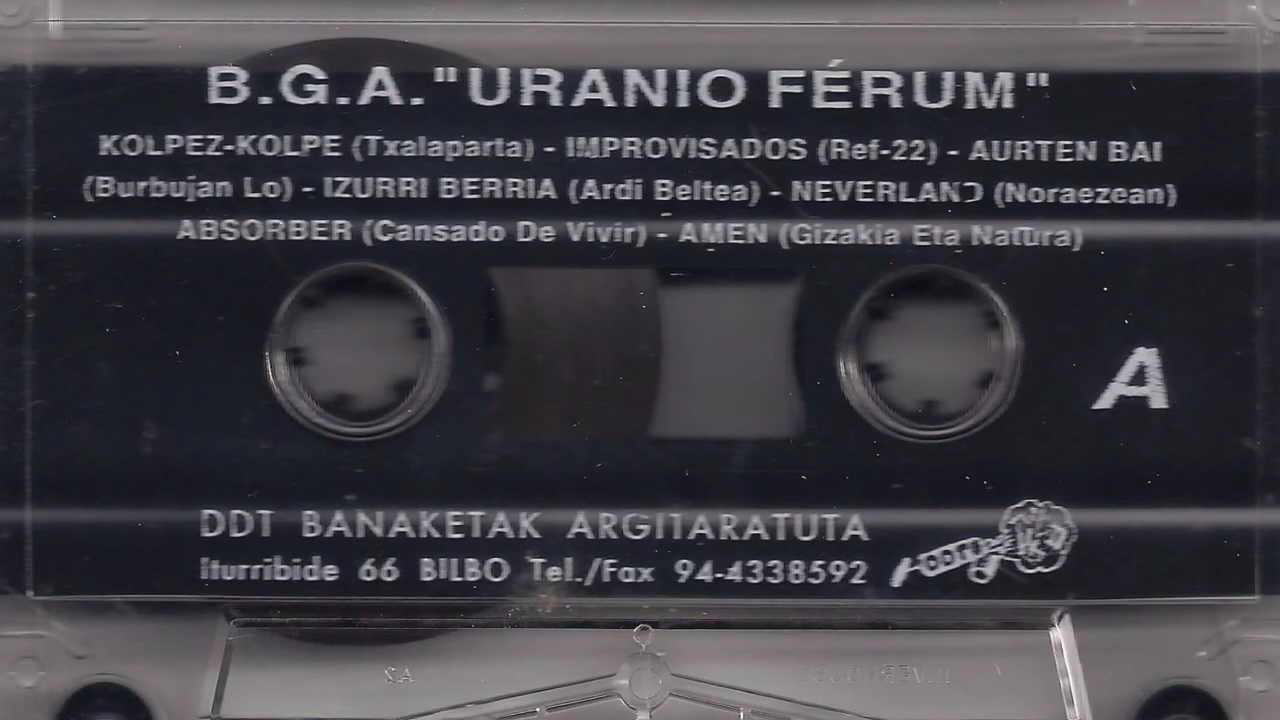 B.G.A. "URANIO FÉRUM"
KOLPEZ-KOLPE (Txalaparta) - IMPROVISADOS (Ref-22) - AURTEN BAI
(Burbujan Lo) - IZURRI BERRIA (Ardi Beltea) - NEVERLAND (Noraezean)
ABSORBER (Cansado De Vivir) - AMEN (Gizakia Eta Natura)
A
DDT BANAKETAK ARGITARATUTA
Iturribide 66 BILBO Tel./Fax 94-4338592